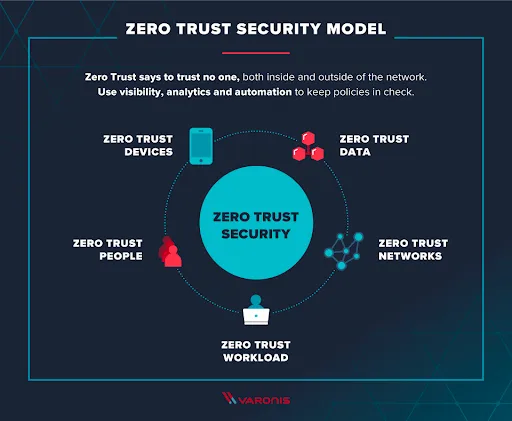 ZERO TRUST SECURITY MODEL
Zero Trust says to trust no one, both inside and outside of the network.
Use visibility, analytics and automation to keep policies in check.
ZERO TRUST
DEVICES
ZERO TRUST
DATA
ZERO TRUST
SECURITY
ZERO TRUST
PEOPLE
ZERO TRUST
NETWORKS
ZERO TRUST
WORKLOAD
VARONIS